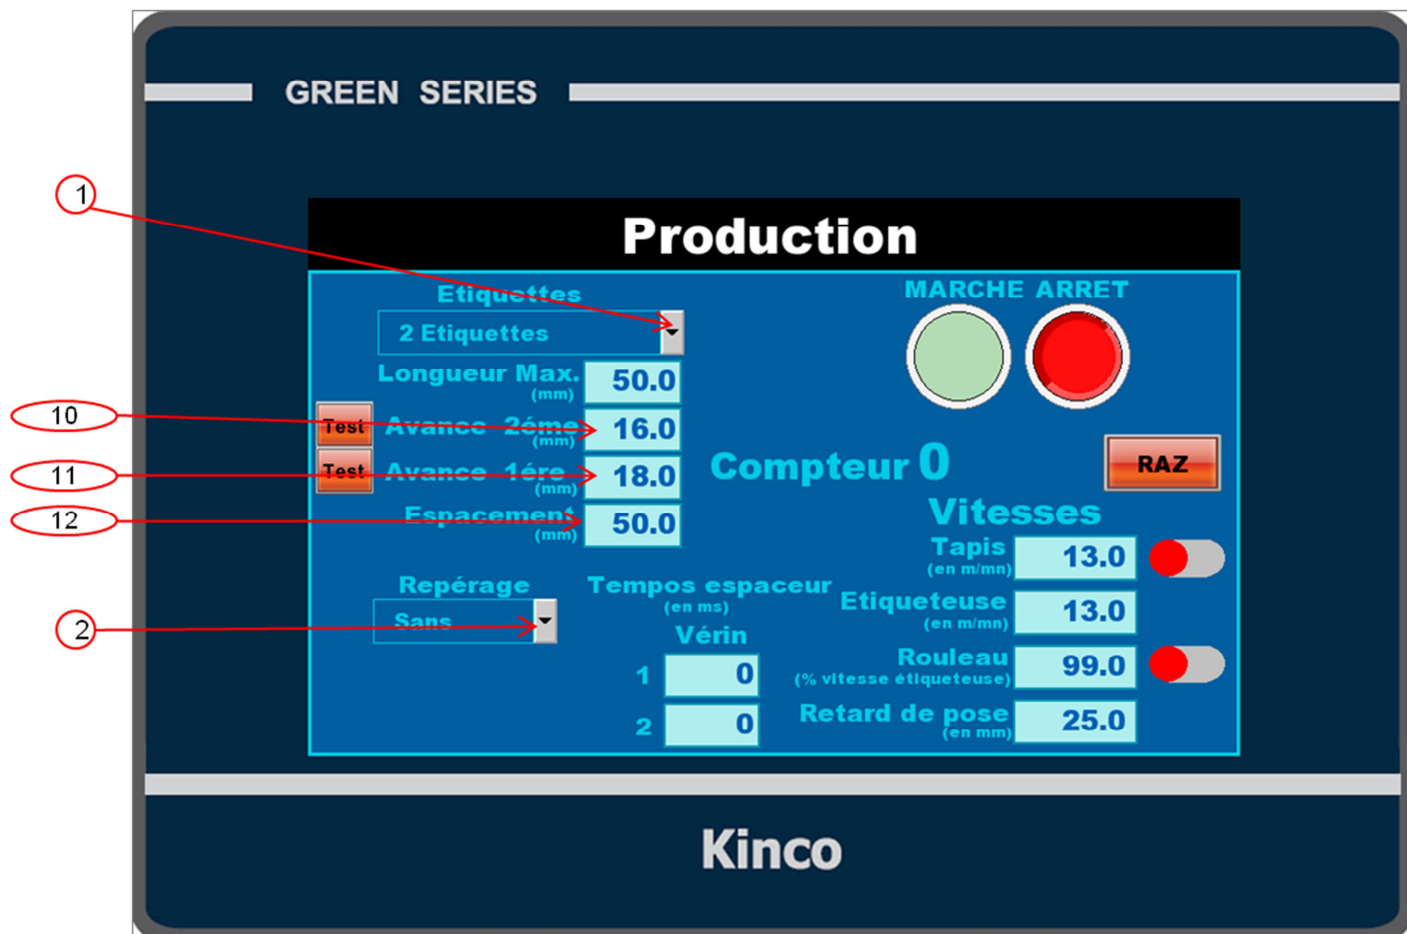 GREEN SERIES
1
Production
Etiquettes
2 Etiquettes
MARCHE ARRET
Longueur Max.
(mm)
50.0
10
Test
Avance 2éme
(mm)
16.0
11
Test
Avance 1ére
(mm)
18.0
Compteur 0
RAZ
12
Espacement
(mm)
50.0
Vitesses
Tapis
(en m/mn)
13.0
Repérage
Sans
2
Tempos espaceur
(en ms)
Vérin
1
0
2
0
Etiqueteuse
(en m/mn)
13.0
Rouleau
(% vitesse étiqueteuse)
99.0
Retard de pose
(en mm)
25.0
Kinco